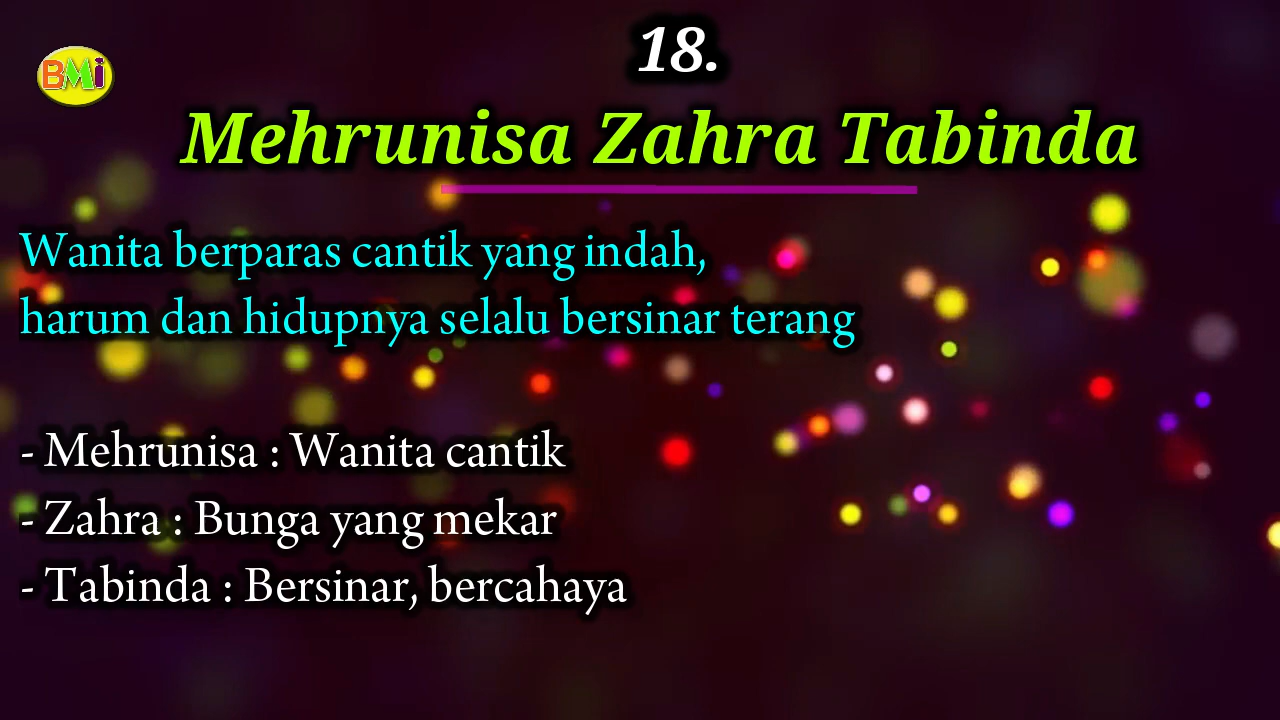 BMi
18.
Mehrunisa Zahra Tabinda
Wanita berparas cantik yang indah,
harum dan hidupnya selalu bersinar terang
- Mehrunisa : Wanita cantik
- Zahra : Bunga yang mekar
- Tabinda : Bersinar, bercahaya